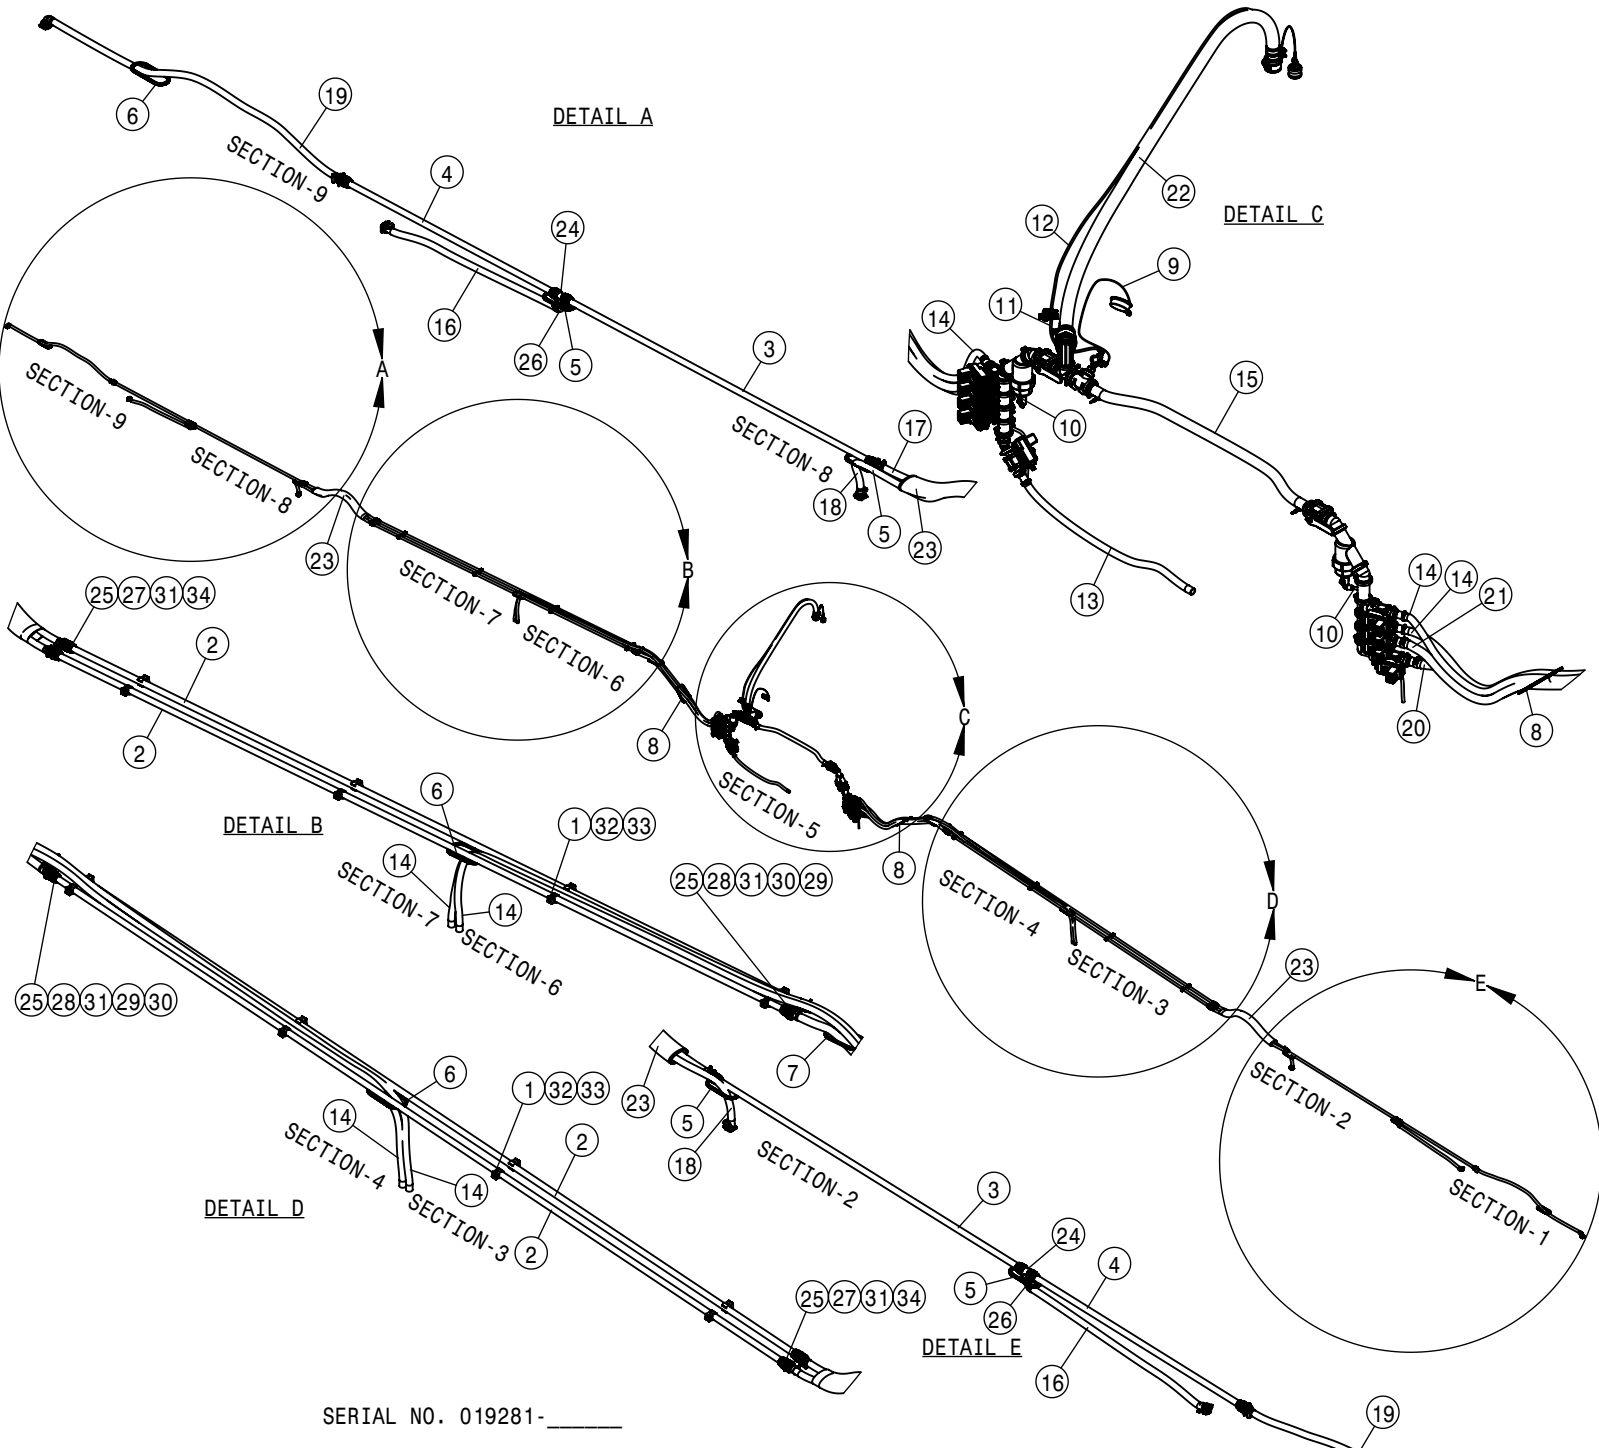 DETAIL A
6
19
SECTION-9
4
24
16
26
5
3
SECTION-8
17
18
5
23
DETAIL C
22
12
9
11
14
10
15
13
14
14
21
10
20
8
A
SECTION-9
SECTION-8
23
B
SECTION-7
SECTION-6
8
C
SECTION-5
8
D
SECTION-4
SECTION-3
23
E
SECTION-2
SECTION-1
25 27 31 34
2
2
DETAIL B
6
1 32 33
14
14
SECTION-7
SECTION-6
25 28 31 30 29
7
25 28 31 29 30
6
1 32 33
14
14
SECTION-4
SECTION-3
2
2
DETAIL D
25 27 31 34
23
5
18
SECTION-2
3
24
5
26
4
DETAIL E
16
19
SERIAL NO. 019281-______